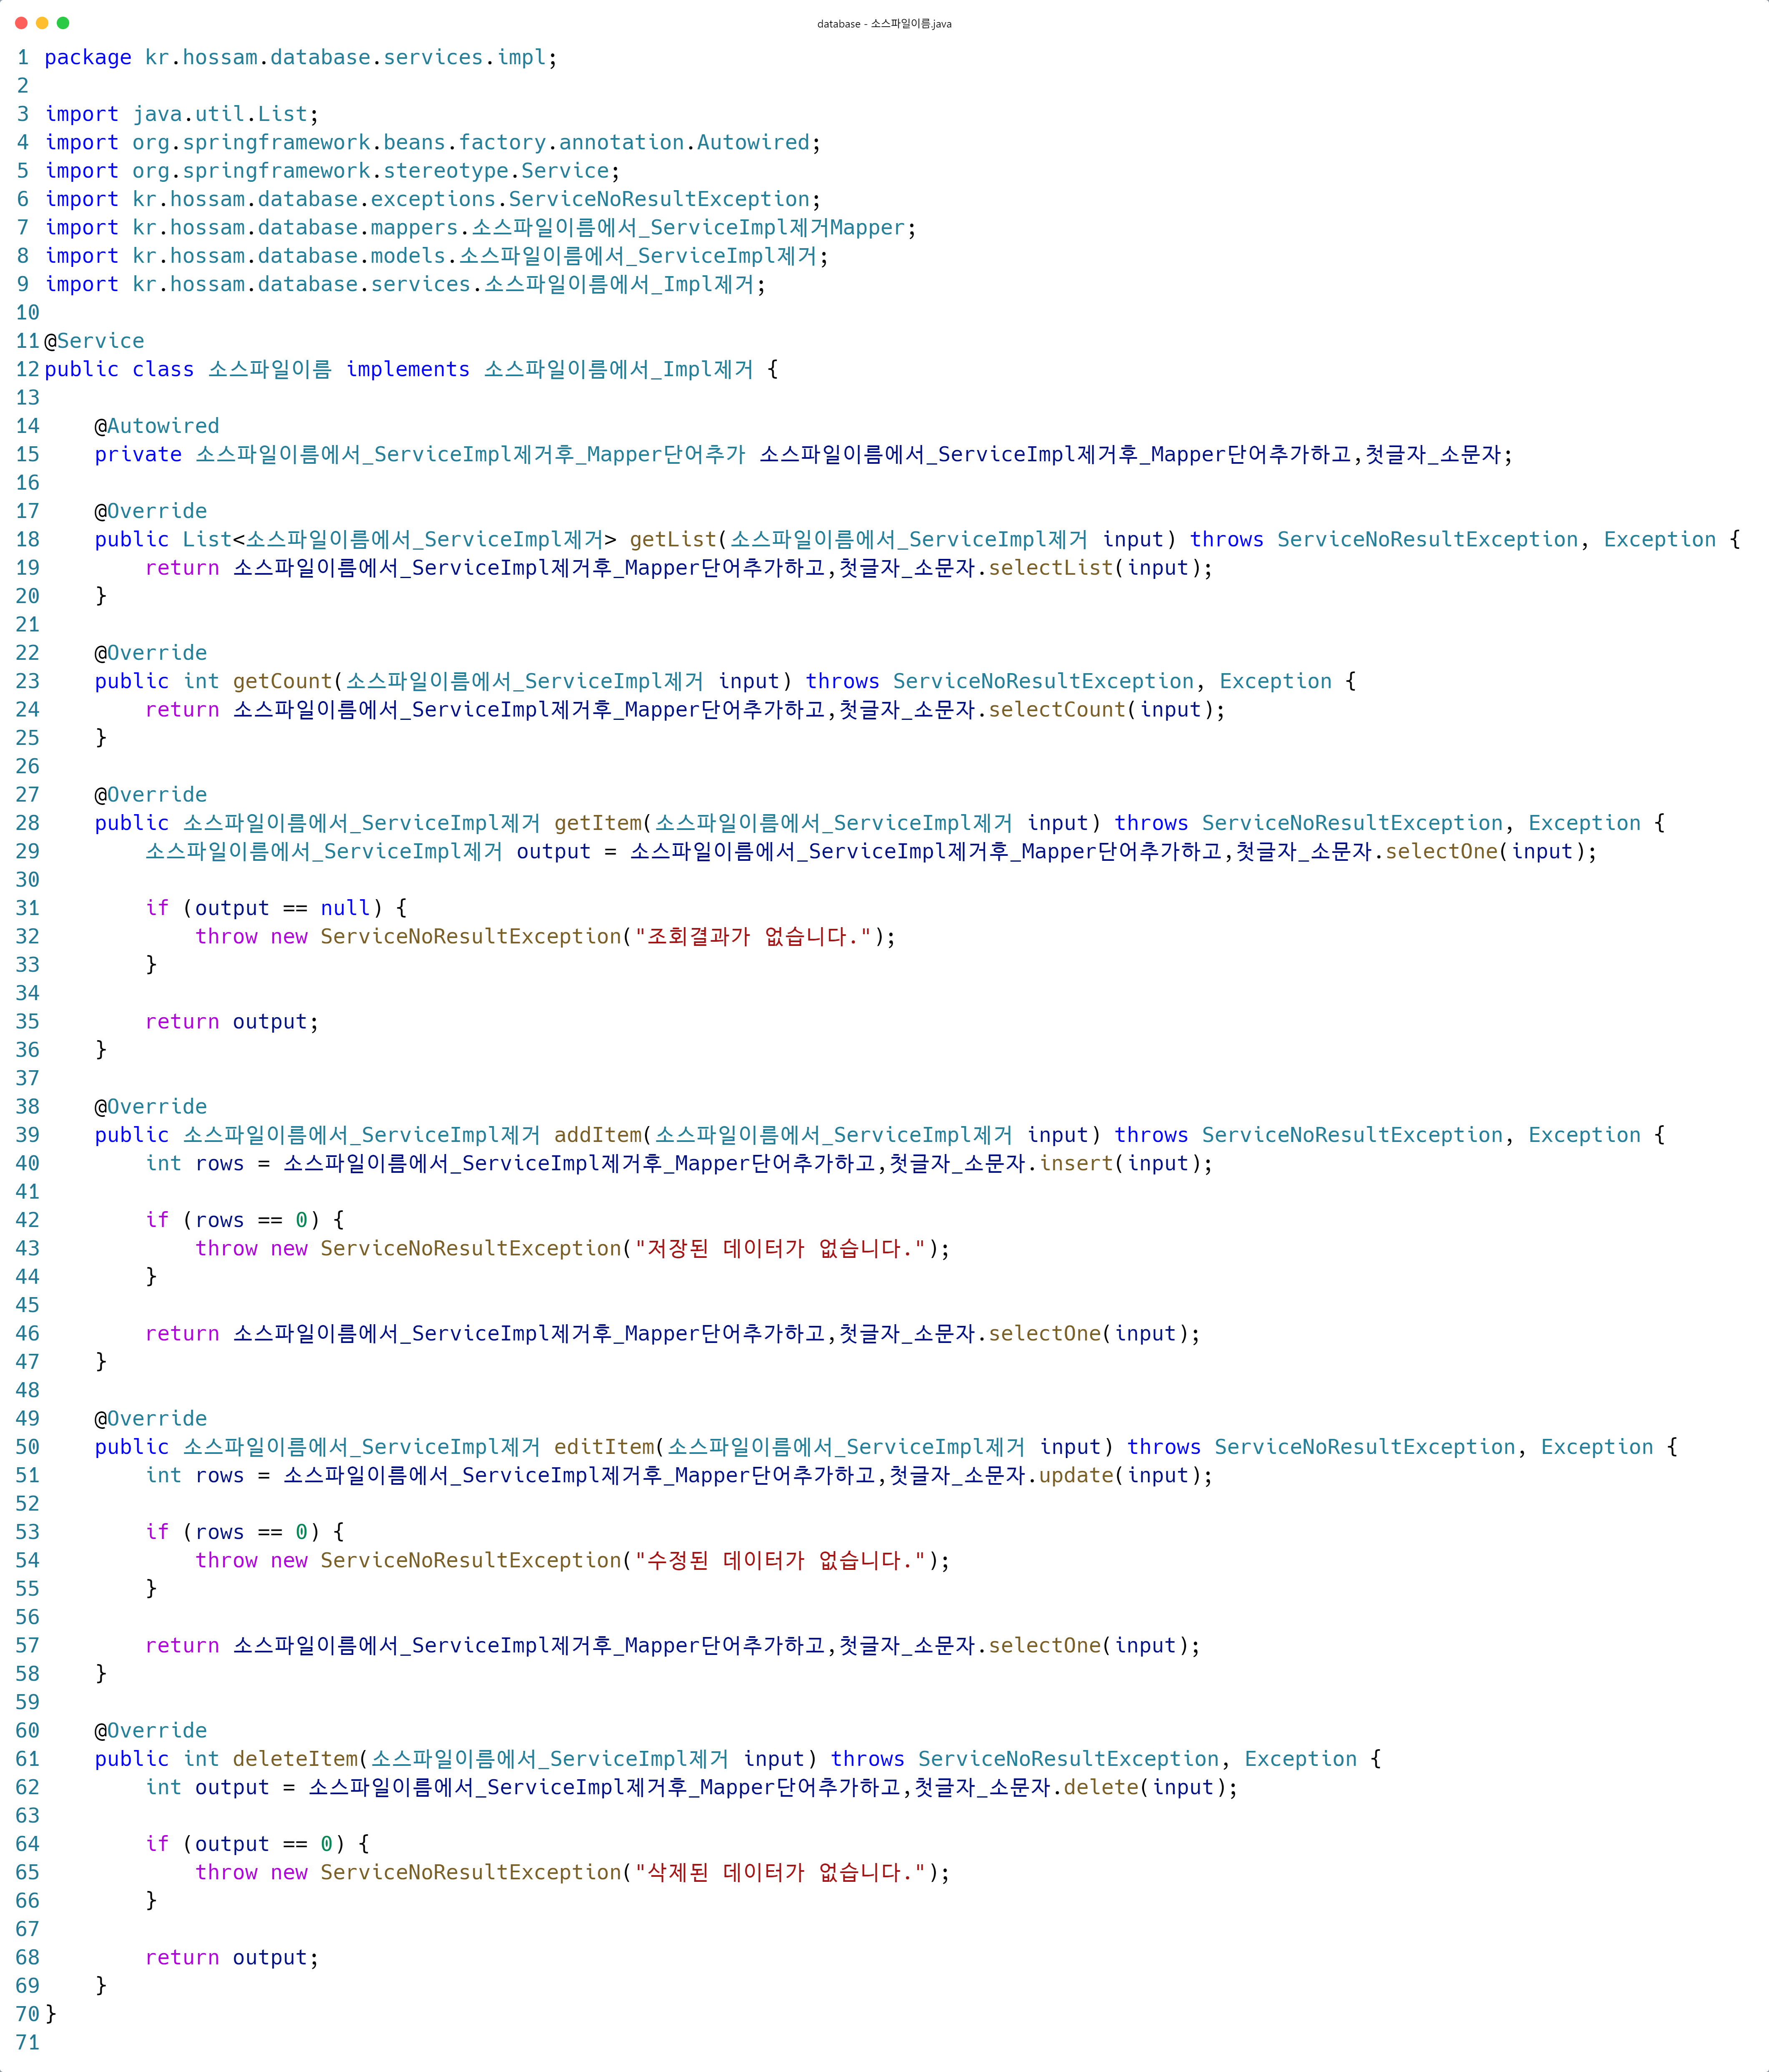 database - 소스파일이름.java
1 package kr.hossam.database.services.impl;
2
3 import java.util.List;
4 import org.springframework.beans.factory.annotation.Autowired;
5 import org.springframework.stereotype.Service;
6 import kr.hossam.database.exceptions.ServiceNoResultException;
7 import kr.hossam.database.mappers.소스파일이름에서_ServiceImpl제거Mapper;
8 import kr.hossam.database.models.소스파일이름에서_ServiceImpl제거;
9 import kr.hossam.database.services.소스파일이름에서_Impl제거;
10
11 @Service
12 public class 소스파일이름 implements 소스파일이름에서_Impl제거 {
13
14     @Autowired
15     private 소스파일이름에서_ServiceImpl제거후_Mapper단어추가 소스파일이름에서_ServiceImpl제거후_Mapper단어추가하고,첫글자_소문자;
16
17     @Override
18     public List<소스파일이름에서_ServiceImpl제거> getList(소스파일이름에서_ServiceImpl제거 input) throws ServiceNoResultException, Exception {
19         return 소스파일이름에서_ServiceImpl제거후_Mapper단어추가하고,첫글자_소문자.selectList(input);
20     }
21
22     @Override
23     public int getCount(소스파일이름에서_ServiceImpl제거 input) throws ServiceNoResultException, Exception {
24         return 소스파일이름에서_ServiceImpl제거후_Mapper단어추가하고,첫글자_소문자.selectCount(input);
25     }
26
27     @Override
28     public 소스파일이름에서_ServiceImpl제거 getItem(소스파일이름에서_ServiceImpl제거 input) throws ServiceNoResultException, Exception {
29         소스파일이름에서_ServiceImpl제거 output = 소스파일이름에서_ServiceImpl제거후_Mapper단어추가하고,첫글자_소문자.selectOne(input);
30
31         if (output == null) {
32             throw new ServiceNoResultException("조회결과가 없습니다.");
33         }
34
35         return output;
36     }
37
38     @Override
39     public 소스파일이름에서_ServiceImpl제거 addItem(소스파일이름에서_ServiceImpl제거 input) throws ServiceNoResultException, Exception {
40         int rows = 소스파일이름에서_ServiceImpl제거후_Mapper단어추가하고,첫글자_소문자.insert(input);
41
42         if (rows == 0) {
43             throw new ServiceNoResultException("저장된 데이터가 없습니다.");
44         }
45
46         return 소스파일이름에서_ServiceImpl제거후_Mapper단어추가하고,첫글자_소문자.selectOne(input);
47     }
48
49     @Override
50     public 소스파일이름에서_ServiceImpl제거 editItem(소스파일이름에서_ServiceImpl제거 input) throws ServiceNoResultException, Exception {
51         int rows = 소스파일이름에서_ServiceImpl제거후_Mapper단어추가하고,첫글자_소문자.update(input);
52
53         if (rows == 0) {
54             throw new ServiceNoResultException("수정된 데이터가 없습니다.");
55         }
56
57         return 소스파일이름에서_ServiceImpl제거후_Mapper단어추가하고,첫글자_소문자.selectOne(input);
58     }
59
60     @Override
61     public int deleteItem(소스파일이름에서_ServiceImpl제거 input) throws ServiceNoResultException, Exception {
62         int output = 소스파일이름에서_ServiceImpl제거후_Mapper단어추가하고,첫글자_소문자.delete(input);
63
64         if (output == 0) {
65             throw new ServiceNoResultException("삭제된 데이터가 없습니다.");
66         }
67
68         return output;
69     }
70 }
71